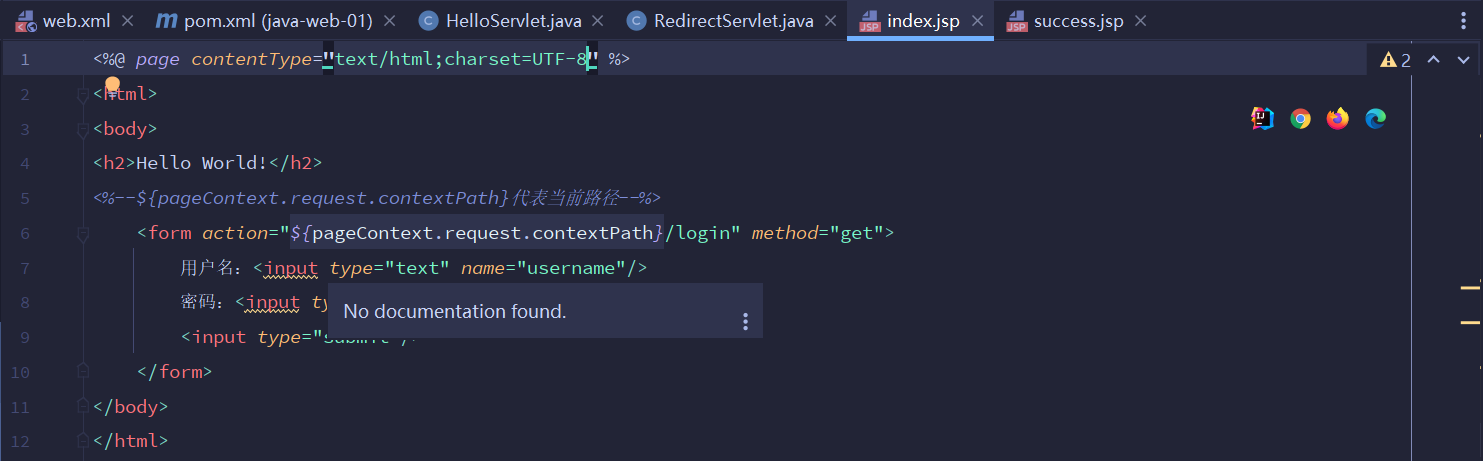 web.xml pom.xml (java-web-01) HelloServlet.java RedirectServlet.java index.jsp success.jsp
1 <%@ page contentType="text/html;charset=UTF-8" %>
2
2 <html>
3 <body>
4 <h2>Hello World!</h2>
5 <%--${pageContext.request.contextPath}代表当前路径--%>
6 <form action="${pageContext.request.contextPath}/login" method="get">
7 用户名：<input type="text" name="username"/>
8 密码：<input
No documentation found.
9 <input type=
10 </form>
11 </body>
12 </html>